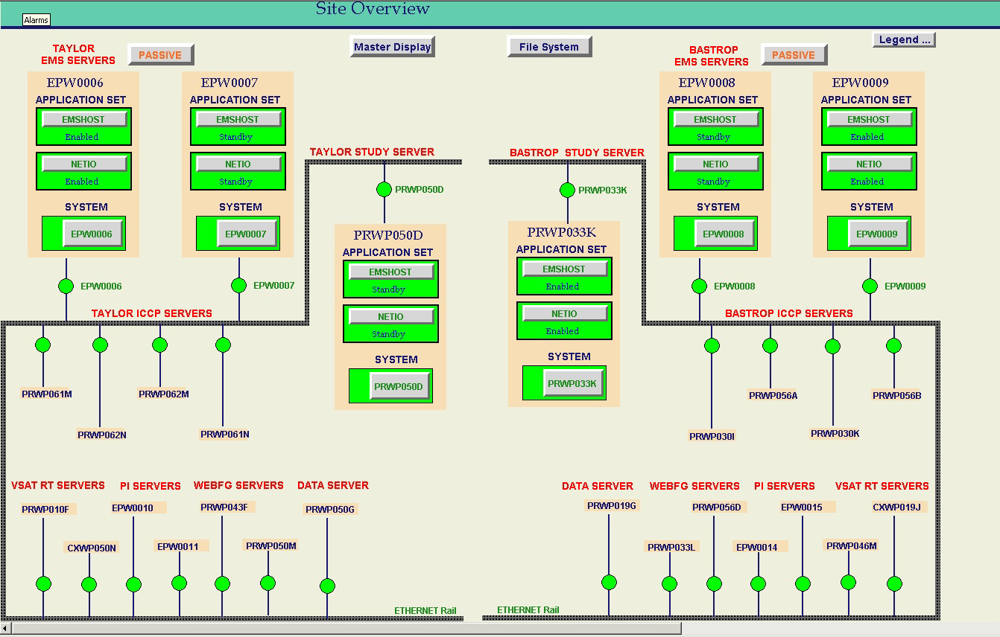 Site Overview
Alarms
TAYLOR
EMS SERVERS
PASSIVE
Master Display
File System
BASTROP
EMS SERVERS
PASSIVE
Legend ...
EPW0006
APPLICATION SET
EMSHOST
Enabled
NETIO
Enabled
SYSTEM
EPW0006
EPW0006
EPW0007
APPLICATION SET
EMSHOST
Standby
NETIO
Standby
SYSTEM
EPW0007
EPW0007
TAYLOR STUDY SERVER
PRWP050D
PRWP050D
APPLICATION SET
EMSHOST
Standby
NETIO
Standby
SYSTEM
PRWP050D
BASTROP STUDY SERVER
PRWP033K
PRWP033K
APPLICATION SET
EMSHOST
Enabled
NETIO
Enabled
SYSTEM
PRWP033K
EPW0008
APPLICATION SET
EMSHOST
Standby
NETIO
Standby
SYSTEM
EPW0008
EPW0008
EPW0009
APPLICATION SET
EMSHOST
Enabled
NETIO
Enabled
SYSTEM
EPW0009
EPW0009
TAYLOR ICCP SERVERS
PRWP061M
PRWP062N
PRWP062M
PRWP061N
BASTROP ICCP SERVERS
PRWP030I
PRWP056A
PRWP030K
PRWP056B
VSAT RT SERVERS
PI SERVERS
WEBFG SERVERS
DATA SERVER
PRWP010F
CXWP050N
EPW0010
EPW0011
PRWP043F
PRWP050M
PRWP050G
ETHERNET Rail
DATA SERVER
WEBFG SERVERS
PI SERVERS
VSAT RT SERVERS
PRWP019G
PRWP033L
PRWP056D
EPW0014
EPW0015
PRWP046M
CXWP019J
ETHERNET Rail